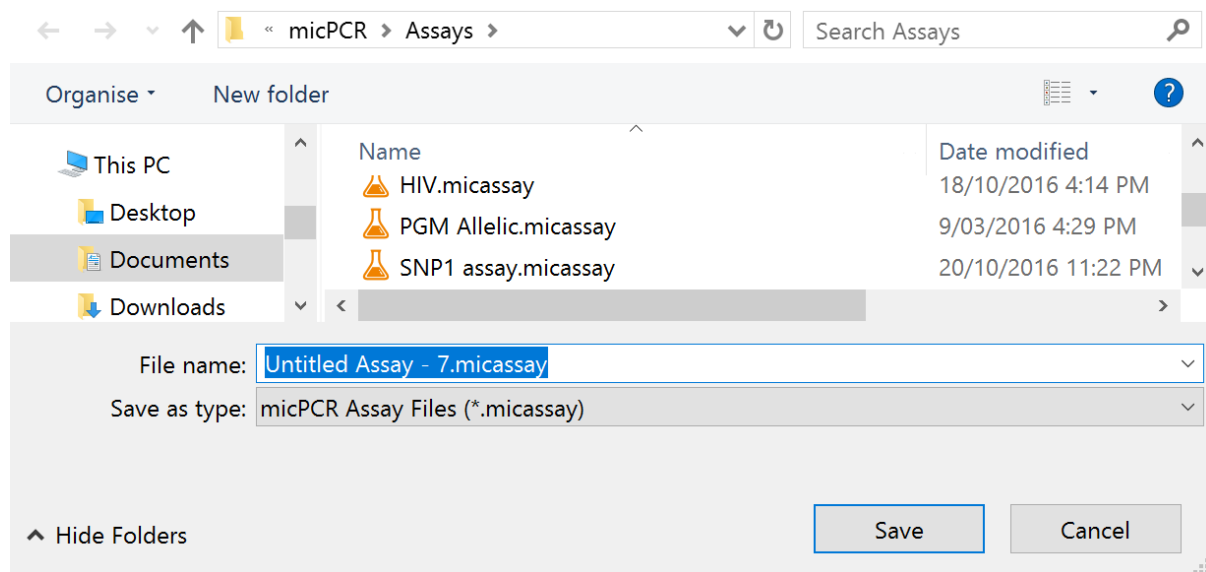 « micPCR > Assays >
Search Assays
Organise
New folder
?
This PC
Desktop
Documents
Downloads
Name
Date modified
HIV.micassay
18/10/2016 4:14 PM
PGM Allelic.micassay
9/03/2016 4:29 PM
SNP1 assay.micassay
20/10/2016 11:22 PM
File name: Untitled Assay - 7.micassay
Save as type: micPCR Assay Files (*.micassay)
Hide Folders
Save
Cancel